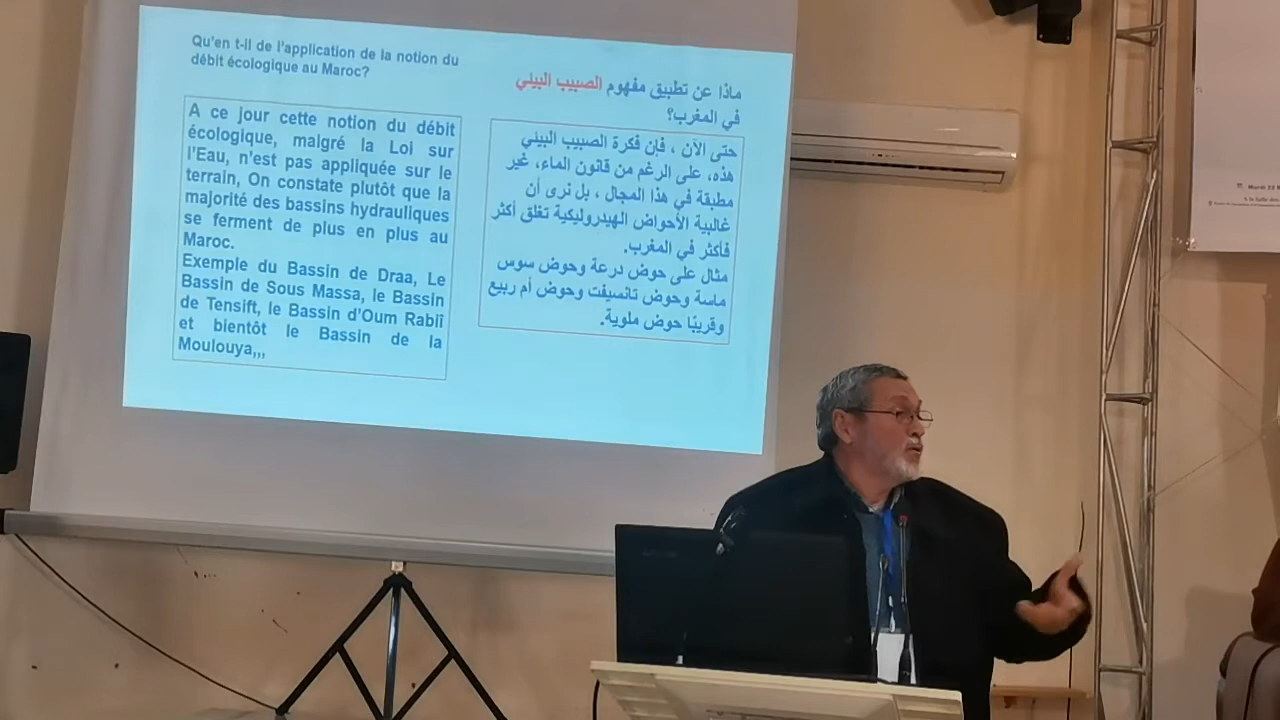 Qu'en t-il de l'application de la notion du
débit écologique au Maroc?
A ce jour cette notion du débit
écologique, malgré la Loi sur
l'Eau, n'est pas appliquée sur le
terrain, On constate plutôt que la
majorité des bassins hydrauliques
se ferment de plus en plus au
Maroc.
Exemple du Bassin de Draa, Le
Bassin de Sous Massa, le Bassin
de Tensift, le Bassin d'Oum Rabiî
et bientôt le Bassin de la
Moulouya,,,
ماذا عن تطبيق مفهوم الصبيب البيئي
في المغرب؟
حتى الآن ، فإن فكرة الصبيب البيئي
هذه، على الرغم من قانون الماء، غير
مطبقة في هذا المجال ، بل نرى أن
غالبية الأحواض الهيدروليكية تغلق أكثر
فأكثر في المغرب.
مثال على حوض درعة وحوض سوس
ماسة وحوض تانسيفت وحوض أم ربيع
وقريبًا حوض ملوية.